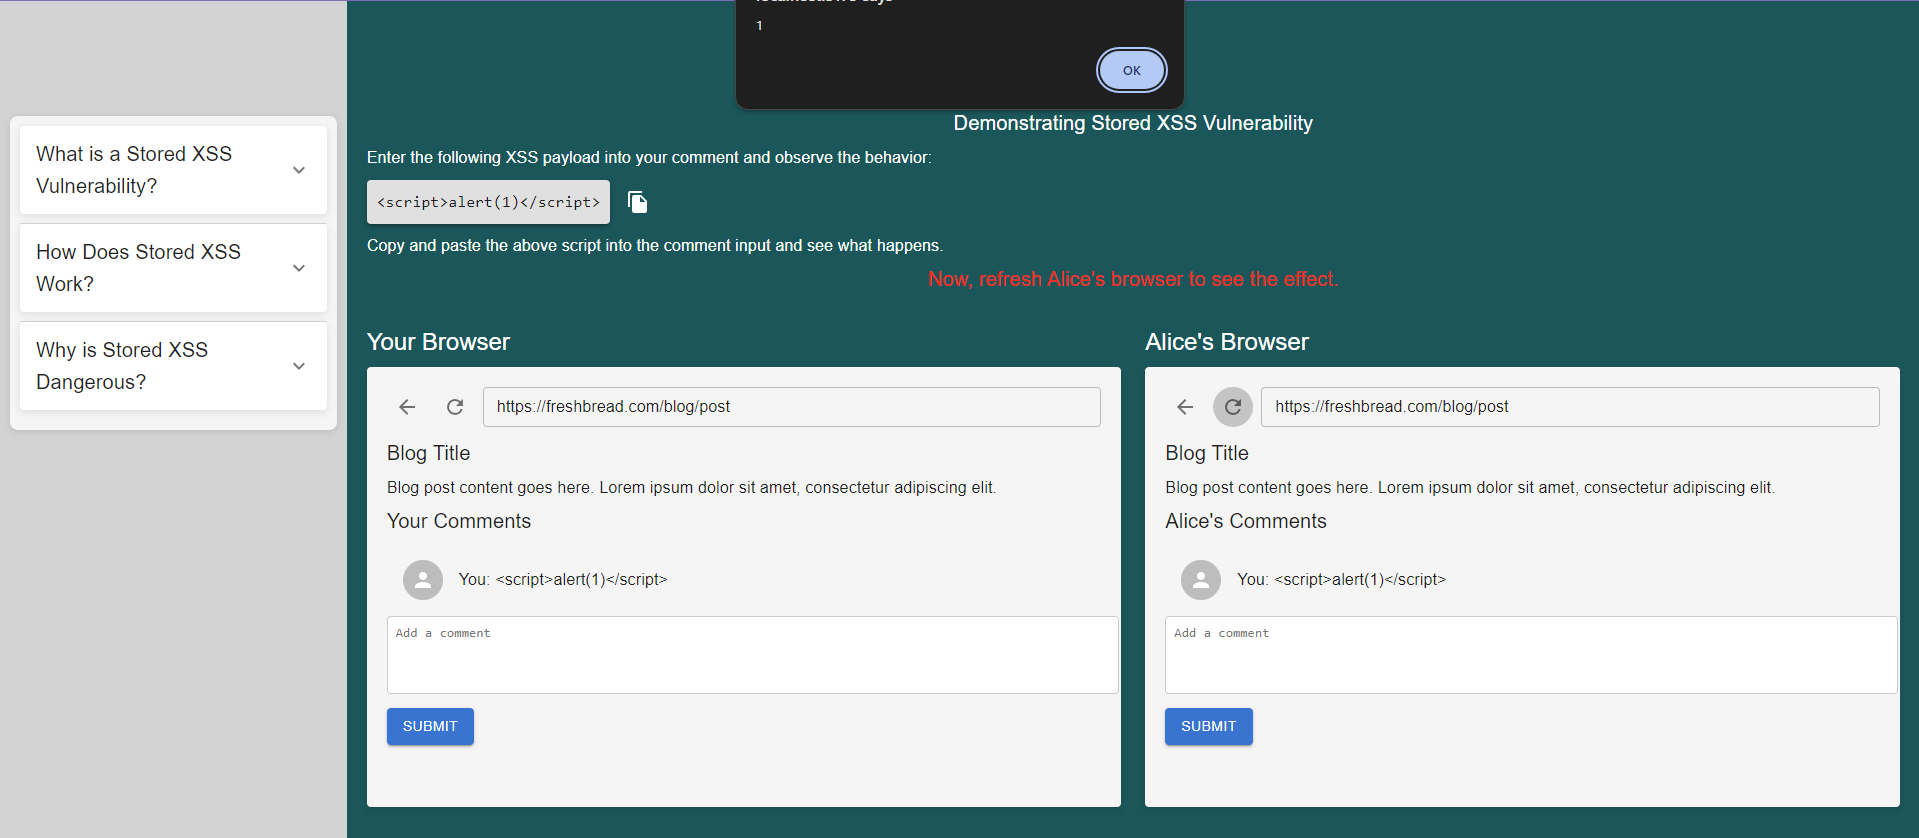 1
OK
What is a Stored XSS
Vulnerability?
How Does Stored XSS
Work?
Why is Stored XSS
Dangerous?
Demonstrating Stored XSS Vulnerability
Enter the following XSS payload into your comment and observe the behavior:
<script>alert(1)</script>
Copy and paste the above script into the comment input and see what happens.
Now, refresh Alice's browser to see the effect.
Your Browser
https://freshbread.com/blog/post
Blog Title
Blog post content goes here. Lorem ipsum dolor sit amet, consectetur adipiscing elit.
Your Comments
You: <script>alert(1)</script>
Add a comment
SUBMIT
Alice's Browser
https://freshbread.com/blog/post
Blog Title
Blog post content goes here. Lorem ipsum dolor sit amet, consectetur adipiscing elit.
Alice's Comments
You: <script>alert(1)</script>
Add a comment
SUBMIT